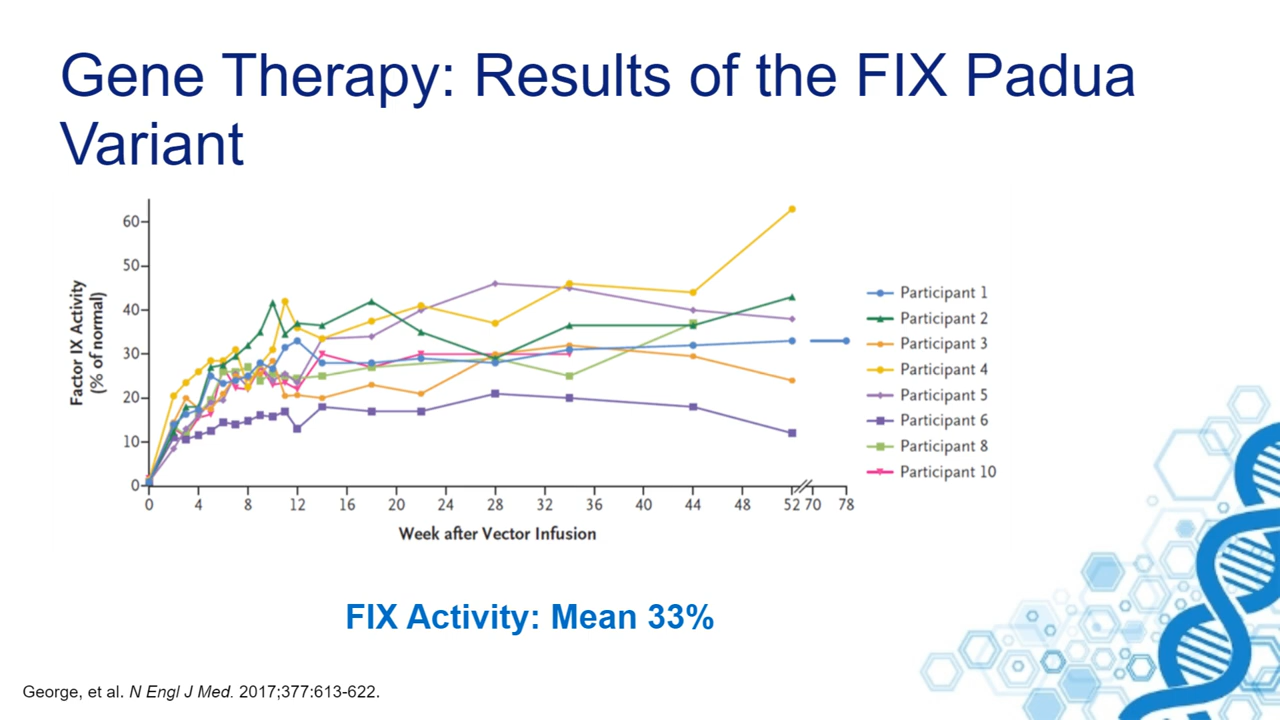 Gene Therapy: Results of the FIX Padua
Variant
Factor IX Activity
(% of normal)
60
50
40
30
20
10
0
0 4 8 12 16 20 24 28 32 36 40 44 48 52 70 78
Week after Vector Infusion
Participant 1
Participant 2
Participant 3
Participant 4
Participant 5
Participant 6
Participant 8
Participant 10
FIX Activity: Mean 33%
George, et al. N Engl J Med. 2017;377:613-622.